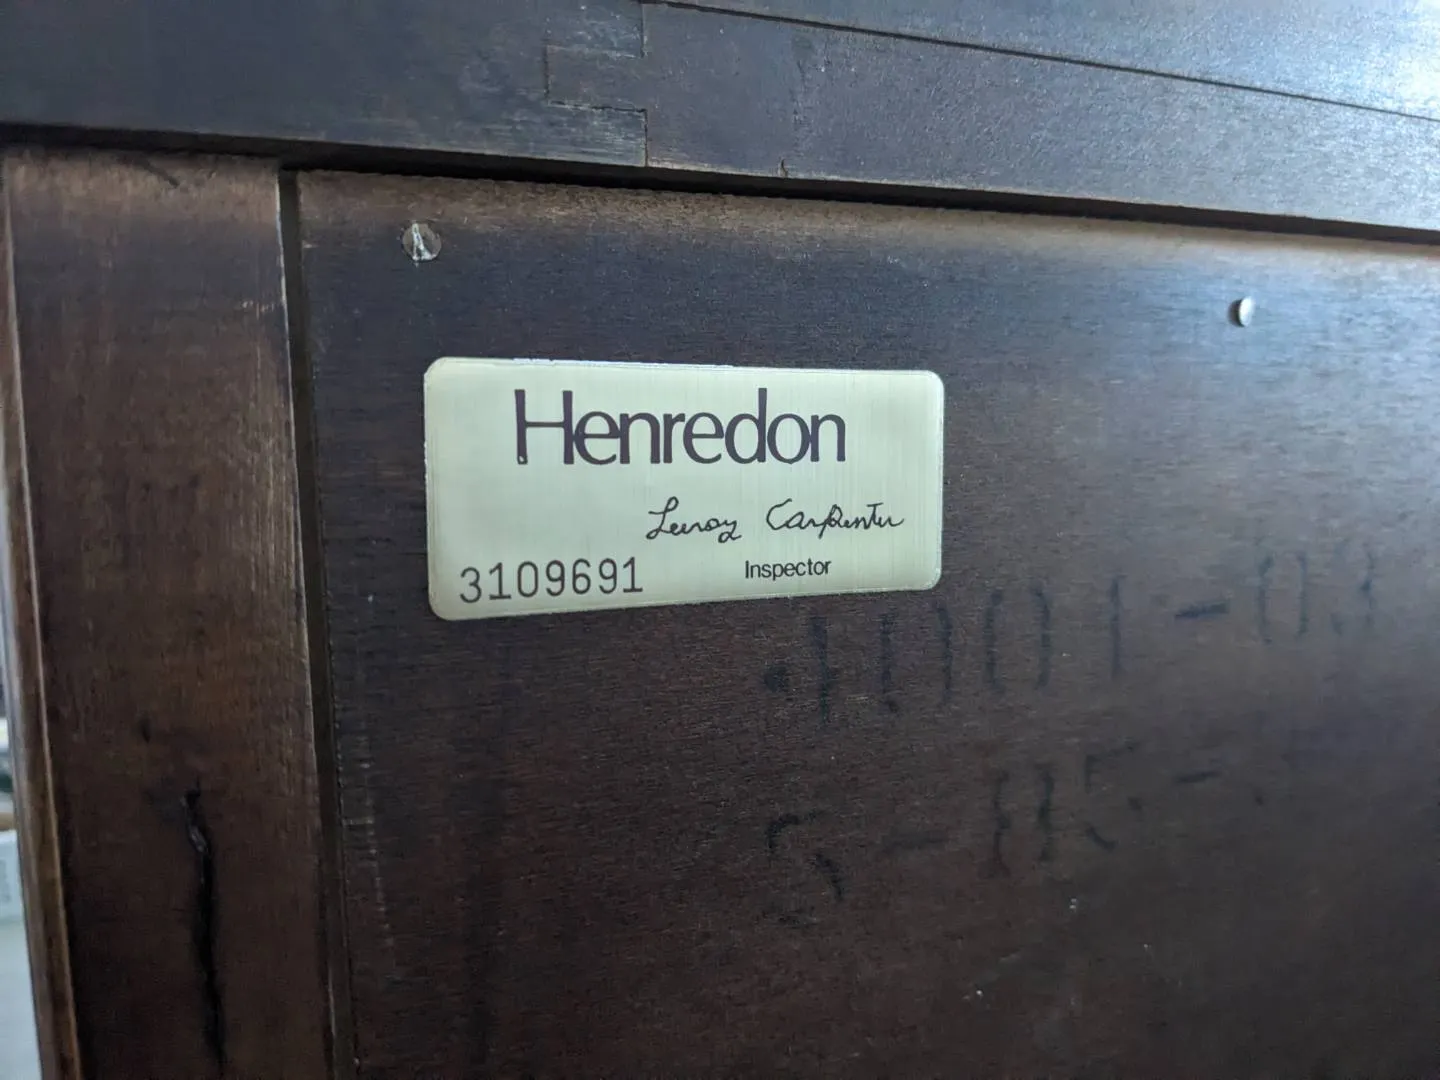 Henredon
Leroy Carpenter
3109691
Inspector